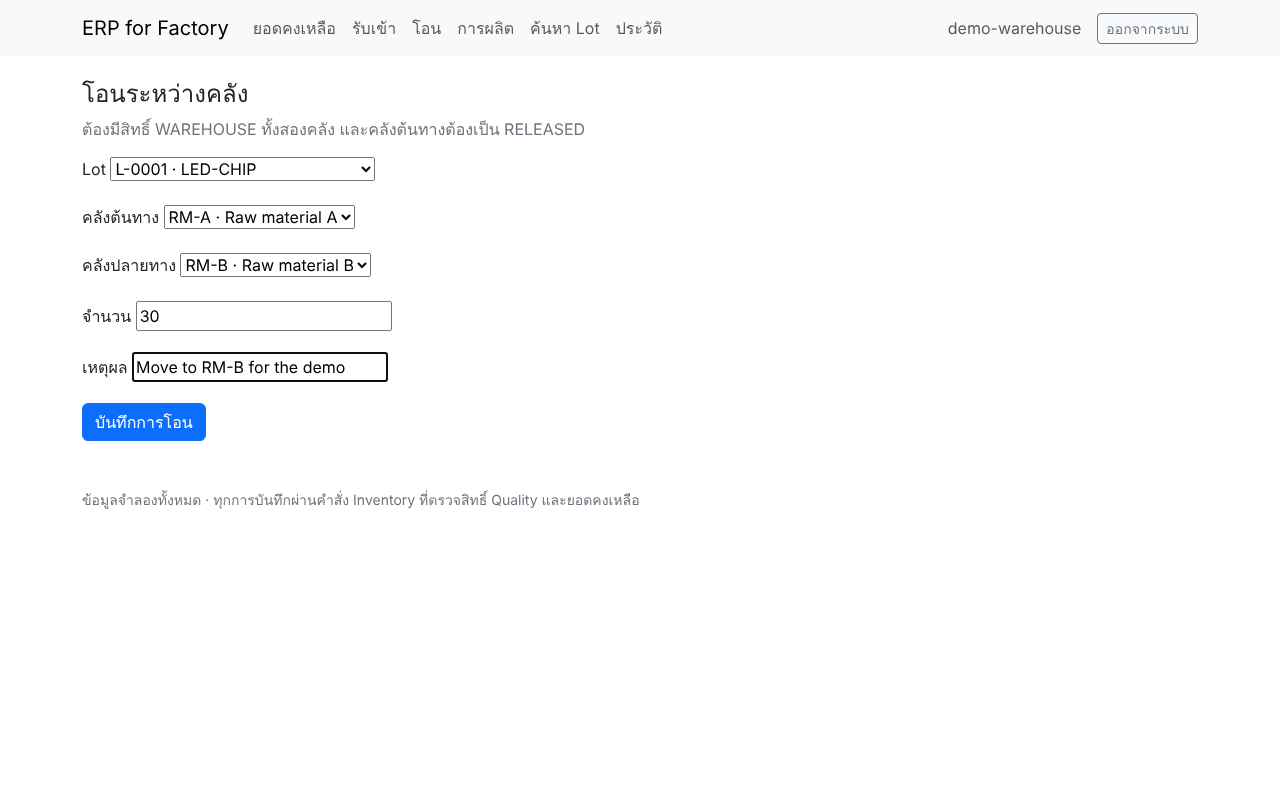 ERP for Factory ยอดคงเหลือ รับเข้า โอน การผลิต ค้นหา Lot ประวัติ demo-warehouse ออกจากระบบ
โอนระหว่างคลัง
ต้องมีสิทธิ์ WAREHOUSE ทั้งสองคลัง และคลังต้นทางต้องเป็น RELEASED
Lot L-0001 · LED-CHIP
คลังต้นทาง RM-A · Raw material A
คลังปลายทาง RM-B · Raw material B
จำนวน 30
เหตุผล Move to RM-B for the demo
บันทึกการโอน
ข้อมูลจำลองทั้งหมด · ทุกการบันทึกผ่านคำสั่ง Inventory ที่ตรวจสิทธิ์ Quality และยอดคงเหลือ